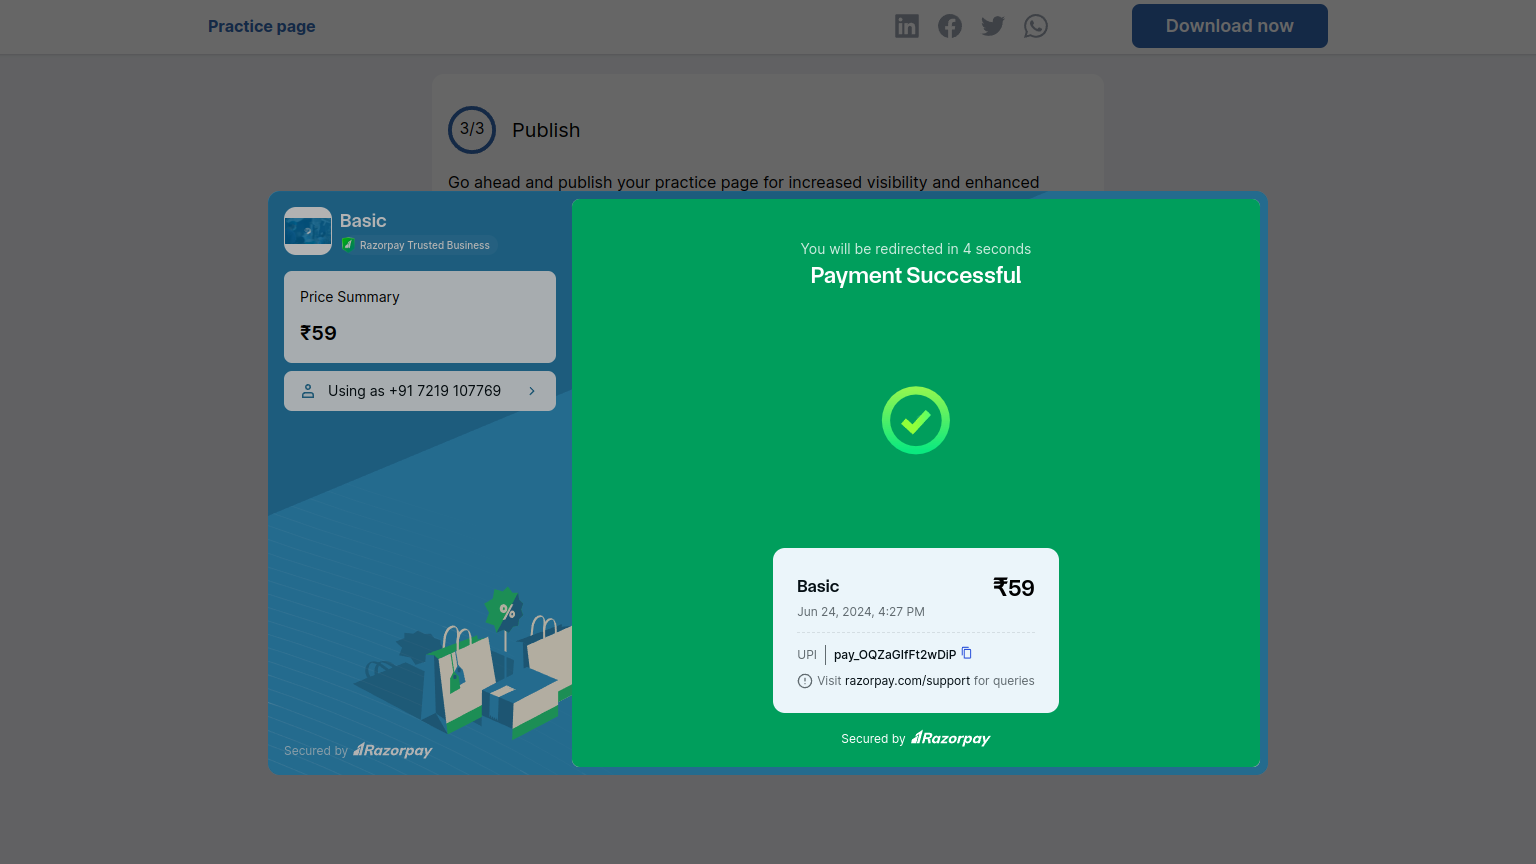 Practice page
Download now
3/3
Publish
Go ahead and publish your practice page for increased visibility and enhanced
Basic
Razorpay Trusted Business
Price Summary
₹59
Using as +91 7219 107769
%
Secured by Razorpay
You will be redirected in 4 seconds
Payment Successful
Basic
₹59
Jun 24, 2024, 4:27 PM
UPI
pay_OQZaGlfFt2wDiP
Visit razorpay.com/support for queries
Secured by Razorpay